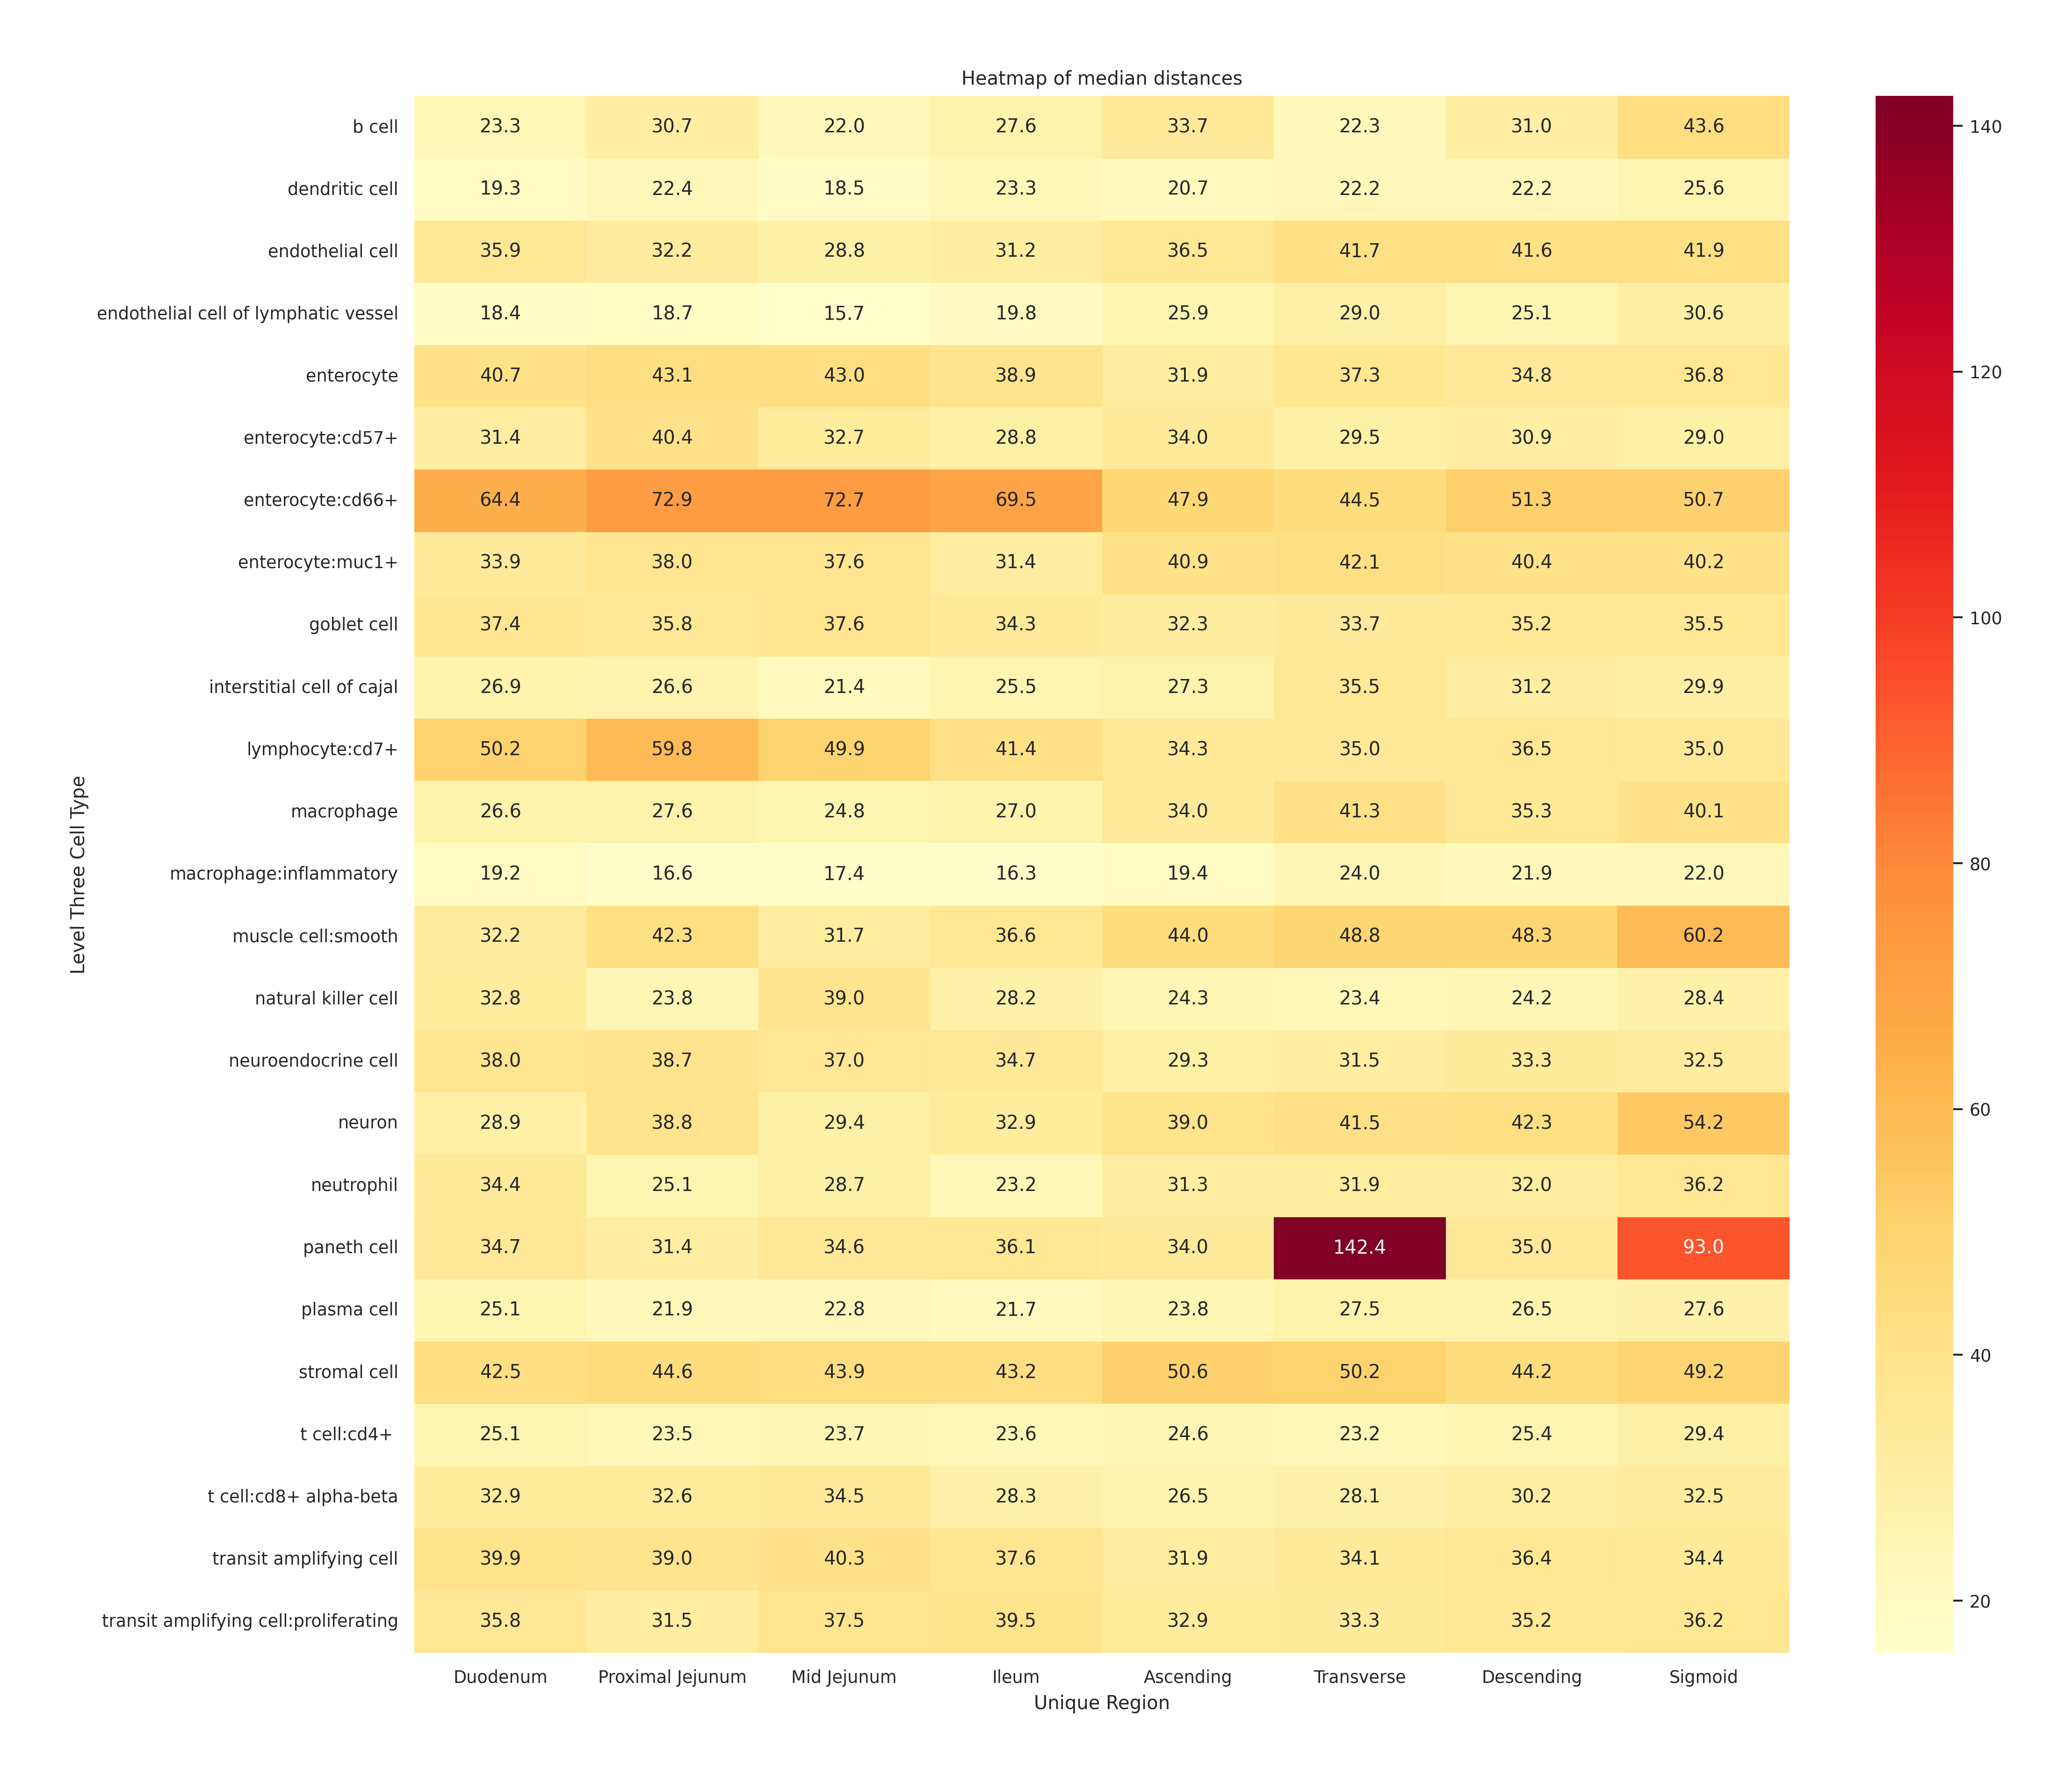 Heatmap of median distances
b cell 23.3 30.7 22.0 27.6 33.7 22.3 31.0 43.6
dendritic cell 19.3 22.4 18.5 23.3 20.7 22.2 22.2 25.6
endothelial cell 35.9 32.2 28.8 31.2 36.5 41.7 41.6 41.9
endothelial cell of lymphatic vessel 18.4 18.7 15.7 19.8 25.9 29.0 25.1 30.6
enterocyte 40.7 43.1 43.0 38.9 31.9 37.3 34.8 36.8
enterocyte:cd57+ 31.4 40.4 32.7 28.8 34.0 29.5 30.9 29.0
enterocyte:cd66+ 64.4 72.9 72.7 69.5 47.9 44.5 51.3 50.7
enterocyte:muc1+ 33.9 38.0 37.6 31.4 40.9 42.1 40.4 40.2
goblet cell 37.4 35.8 37.6 34.3 32.3 33.7 35.2 35.5
interstitial cell of cajal 26.9 26.6 21.4 25.5 27.3 35.5 31.2 29.9
lymphocyte:cd7+ 50.2 59.8 49.9 41.4 34.3 35.0 36.5 35.0
macrophage 26.6 27.6 24.8 27.0 34.0 41.3 35.3 40.1
macrophage:inflammatory 19.2 16.6 17.4 16.3 19.4 24.0 21.9 22.0
muscle cell:smooth 32.2 42.3 31.7 36.6 44.0 48.8 48.3 60.2
natural killer cell 32.8 23.8 39.0 28.2 24.3 23.4 24.2 28.4
neuroendocrine cell 38.0 38.7 37.0 34.7 29.3 31.5 33.3 32.5
neuron 28.9 38.8 29.4 32.9 39.0 41.5 42.3 54.2
neutrophil 34.4 25.1 28.7 23.2 31.3 31.9 32.0 36.2
paneth cell 34.7 31.4 34.6 36.1 34.0 142.4 35.0 93.0
plasma cell 25.1 21.9 22.8 21.7 23.8 27.5 26.5 27.6
stromal cell 42.5 44.6 43.9 43.2 50.6 50.2 44.2 49.2
t cell:cd4+ 25.1 23.5 23.7 23.6 24.6 23.2 25.4 29.4
t cell:cd8+ alpha-beta 32.9 32.6 34.5 28.3 26.5 28.1 30.2 32.5
transit amplifying cell 39.9 39.0 40.3 37.6 31.9 34.1 36.4 34.4
transit amplifying cell:proliferating 35.8 31.5 37.5 39.5 32.9 33.3 35.2 36.2
Duodenum Proximal Jejunum Mid Jejunum Ileum Ascending Transverse Descending Sigmoid
Unique Region
Level Three Cell Type
140
120
100
80
60
40
20